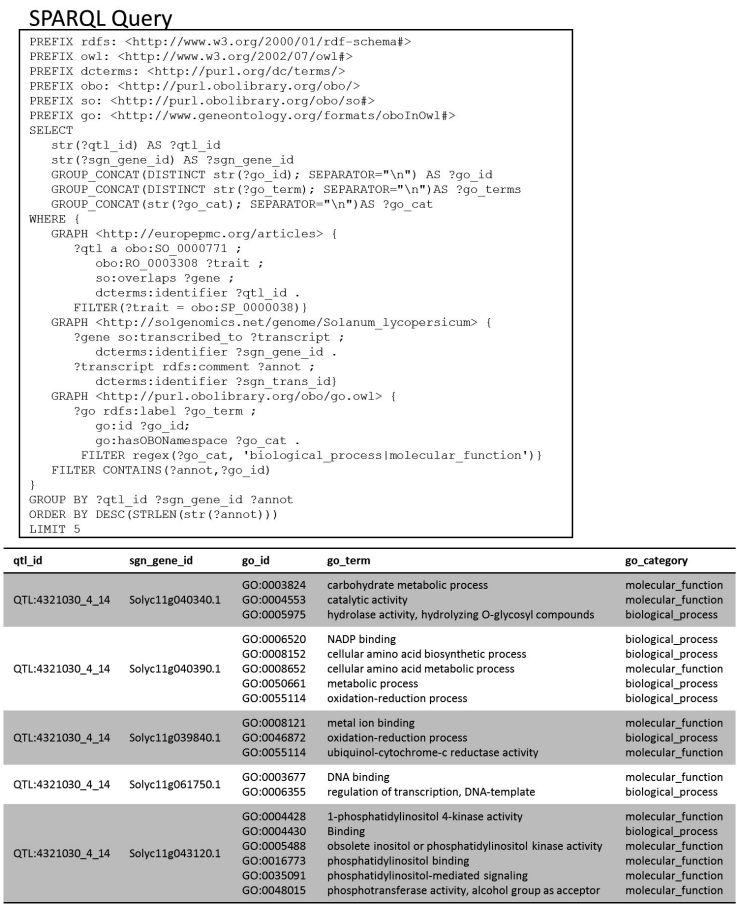 SPARQL Query
PREFIX rdfs: <http://www.w3.org/2000/01/rdf-schema#>
PREFIX owl: <http://www.w3.org/2002/07/owl#>
PREFIX dcterms: <http://purl.org/dc/terms/>
PREFIX obo: <http://purl.obolibrary.org/obo/>
PREFIX so: <http://purl.obolibrary.org/obo/so#>
PREFIX go: <http://www.geneontology.org/formats/oboInOwl#>
SELECT
str(?qtl_id) AS ?qtl_id
str(?sgn_gene_id) AS ?sgn_gene_id
GROUP_CONCAT(DISTINCT str(?go_id); SEPARATOR="\n") AS ?go_id
GROUP_CONCAT(DISTINCT str(?go_term); SEPARATOR="\n")AS ?go_terms
GROUP_CONCAT(str(?go_cat); SEPARATOR="\n")AS ?go_cat
WHERE {
GRAPH <http://europepmc.org/articles> {
?qtl a obo:SO_0000771 ;
obo:RO_0003308 ?trait ;
so:overlaps ?gene ;
dcterms:identifier ?qtl_id .
FILTER(?trait = obo:SP_0000038)}
GRAPH <http://solgenomics.net/genome/Solanum_lycopersicum> {
?gene so:transcribed_to ?transcript ;
dcterms:identifier ?sgn_gene_id .
?transcript rdfs:comment ?annot ;
dcterms:identifier ?sgn_trans_id}
GRAPH <http://purl.obolibrary.org/obo/go.owl> {
?go rdfs:label ?go_term ;
go:id ?go_id;
go:hasOBONamespace ?go_cat .
FILTER regex(?go_cat, 'biological_process|molecular_function')}
FILTER CONTAINS(?annot,?go_id)
}
GROUP BY ?qtl_id ?sgn_gene_id ?annot
ORDER BY DESC(STRLEN(str(?annot)))
LIMIT 5
qtl_id sgn_gene_id go_id go_term go_category
GO:0003824 carbohydrate metabolic process molecular_function
QTL:4321030_4_14 Solyc11g040340.1 GO:0004553 catalytic activity molecular_function
GO:0005975 hydrolase activity, hydrolyzing O-glycosyl compounds biological_process
GO:0006520 NADP binding biological_process
GO:0008152 cellular amino acid biosynthetic process biological_process
QTL:4321030_4_14 Solyc11g040390.1 GO:0008652 cellular amino acid metabolic process molecular_function
GO:0050661 metabolic process biological_process
GO:0055114 oxidation-reduction process biological_process
GO:0008121 metal ion binding molecular_function
QTL:4321030_4_14 Solyc11g039840.1 GO:0046872 oxidation-reduction process biological_process
GO:0055114 ubiquinol-cytochrome-c reductase activity molecular_function
GO:0003677 DNA binding molecular_function
QTL:4321030_4_14 Solyc11g061750.1 GO:0006355 regulation of transcription, DNA-template biological_process
GO:0004428 1-phosphatidylinositol 4-kinase activity molecular_function
GO:0004430 Binding biological_process
QTL:4321030_4_14 Solyc11g043120.1 GO:0005488 obsolete inositol or phosphatidylinositol kinase activity molecular_function
GO:0016773 phosphatidylinositol binding molecular_function
GO:0035091 phosphatidylinositol-mediated signaling molecular_function
GO:0048015 phosphotransferase activity, alcohol group as acceptor molecular_function